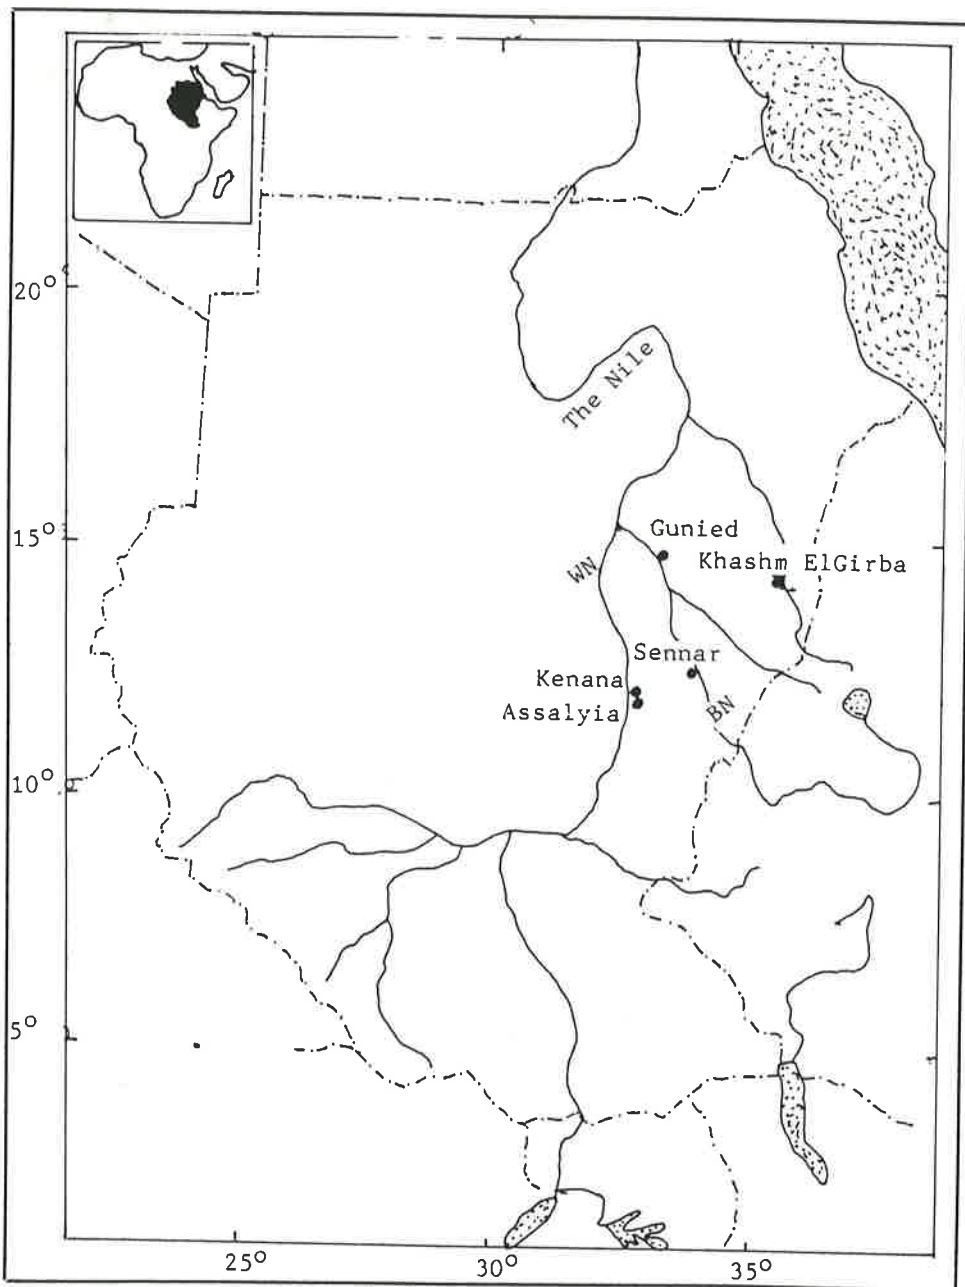 20°
The Nile
15°
Gunied
WN
Khashm ElGirba
Sennar
Kenana
BN
Assalyia
10°
5°
25°
30°
35°